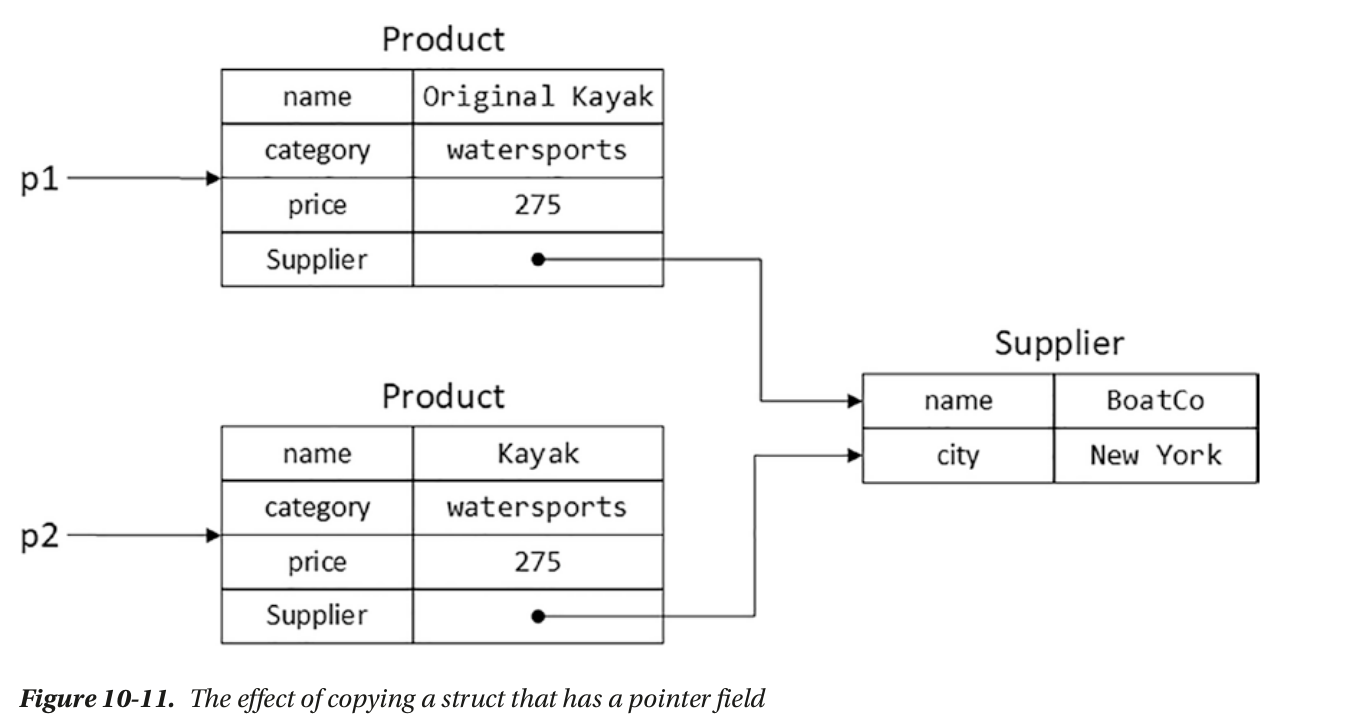 Product
name Original Kayak
category watersports
p1
price 275
Supplier
Supplier
name BoatCo
city New York
Product
name Kayak
category watersports
p2
price 275
Supplier
Figure 10-11. The effect of copying a struct that has a pointer field